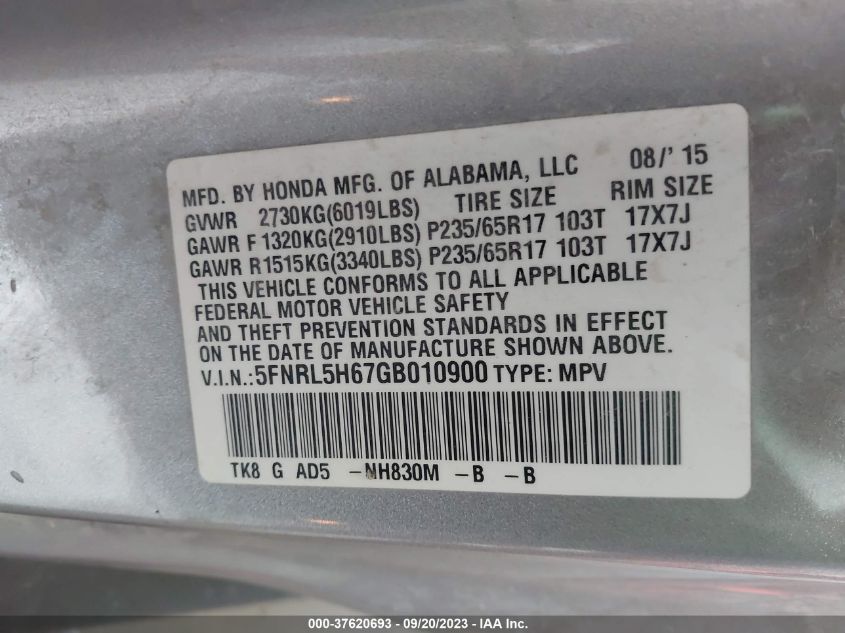 MFD. BY HONDA MFG. OF ALABAMA, LLC 08/' 15
GVWR 2730KG(6019LBS) TIRE SIZE RIM SIZE
GAWR F 1320KG(2910LBS) P235/65R17 103T 17X7J
GAWR R1515KG(3340LBS) P235/65R17 103T 17X7J
THIS VEHICLE CONFORMS TO ALL APPLICABLE
FEDERAL MOTOR VEHICLE SAFETY
AND THEFT PREVENTION STANDARDS IN EFFECT
ON THE DATE OF MANUFACTURE SHOWN ABOVE.
V.I.N.:5FNRL5H67GB010900 TYPE: MPV
TK8 G AD5 -NH830M -B -B
000-37620693 - 09/20/2023 - IAA Inc.